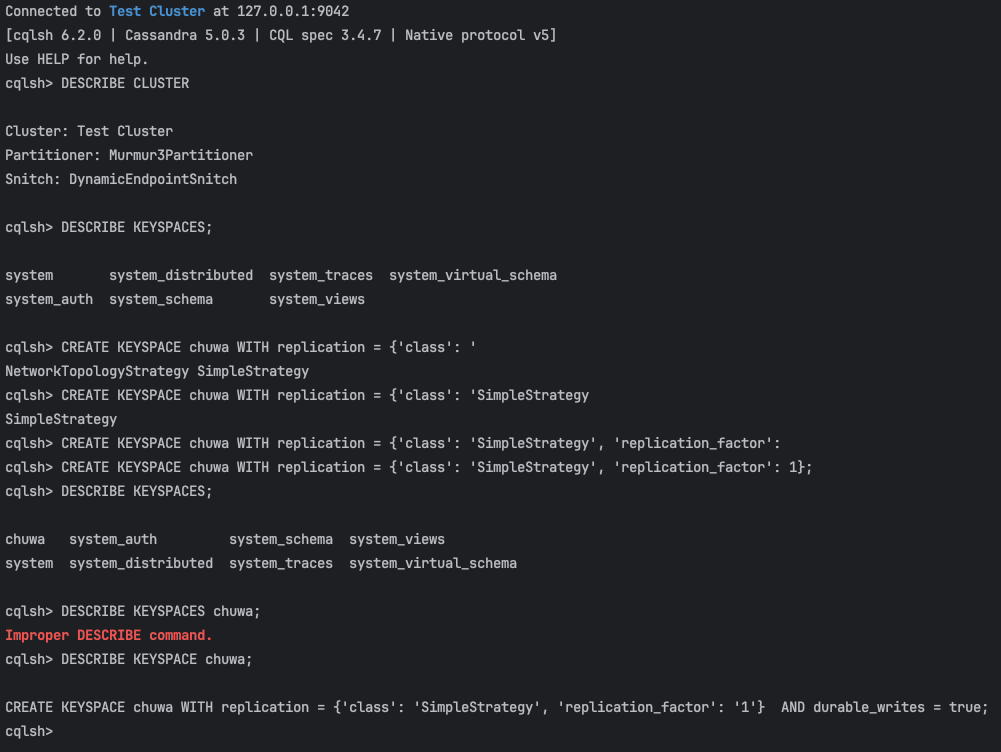 Connected to Test Cluster at 127.0.0.1:9042
[cqlsh 6.2.0 | Cassandra 5.0.3 | CQL spec 3.4.7 | Native protocol v5]
Use HELP for help.
cqlsh> DESCRIBE CLUSTER
Cluster: Test Cluster
Partitioner: Murmur3Partitioner
Snitch: DynamicEndpointSnitch
cqlsh> DESCRIBE KEYSPACES;
system       system_distributed  system_traces  system_virtual_schema
system_auth  system_schema       system_views
cqlsh> CREATE KEYSPACE chuwa WITH replication = {'class': '
NetworkTopologyStrategy SimpleStrategy
cqlsh> CREATE KEYSPACE chuwa WITH replication = {'class': 'SimpleStrategy
SimpleStrategy
cqlsh> CREATE KEYSPACE chuwa WITH replication = {'class': 'SimpleStrategy', 'replication_factor':
cqlsh> CREATE KEYSPACE chuwa WITH replication = {'class': 'SimpleStrategy', 'replication_factor': 1};
cqlsh> DESCRIBE KEYSPACES;
chuwa   system_auth         system_schema  system_views
system  system_distributed  system_traces  system_virtual_schema
cqlsh> DESCRIBE KEYSPACES chuwa;
Improper DESCRIBE command.
cqlsh> DESCRIBE KEYSPACE chuwa;
CREATE KEYSPACE chuwa WITH replication = {'class': 'SimpleStrategy', 'replication_factor': '1'}  AND durable_writes = true;
cqlsh>